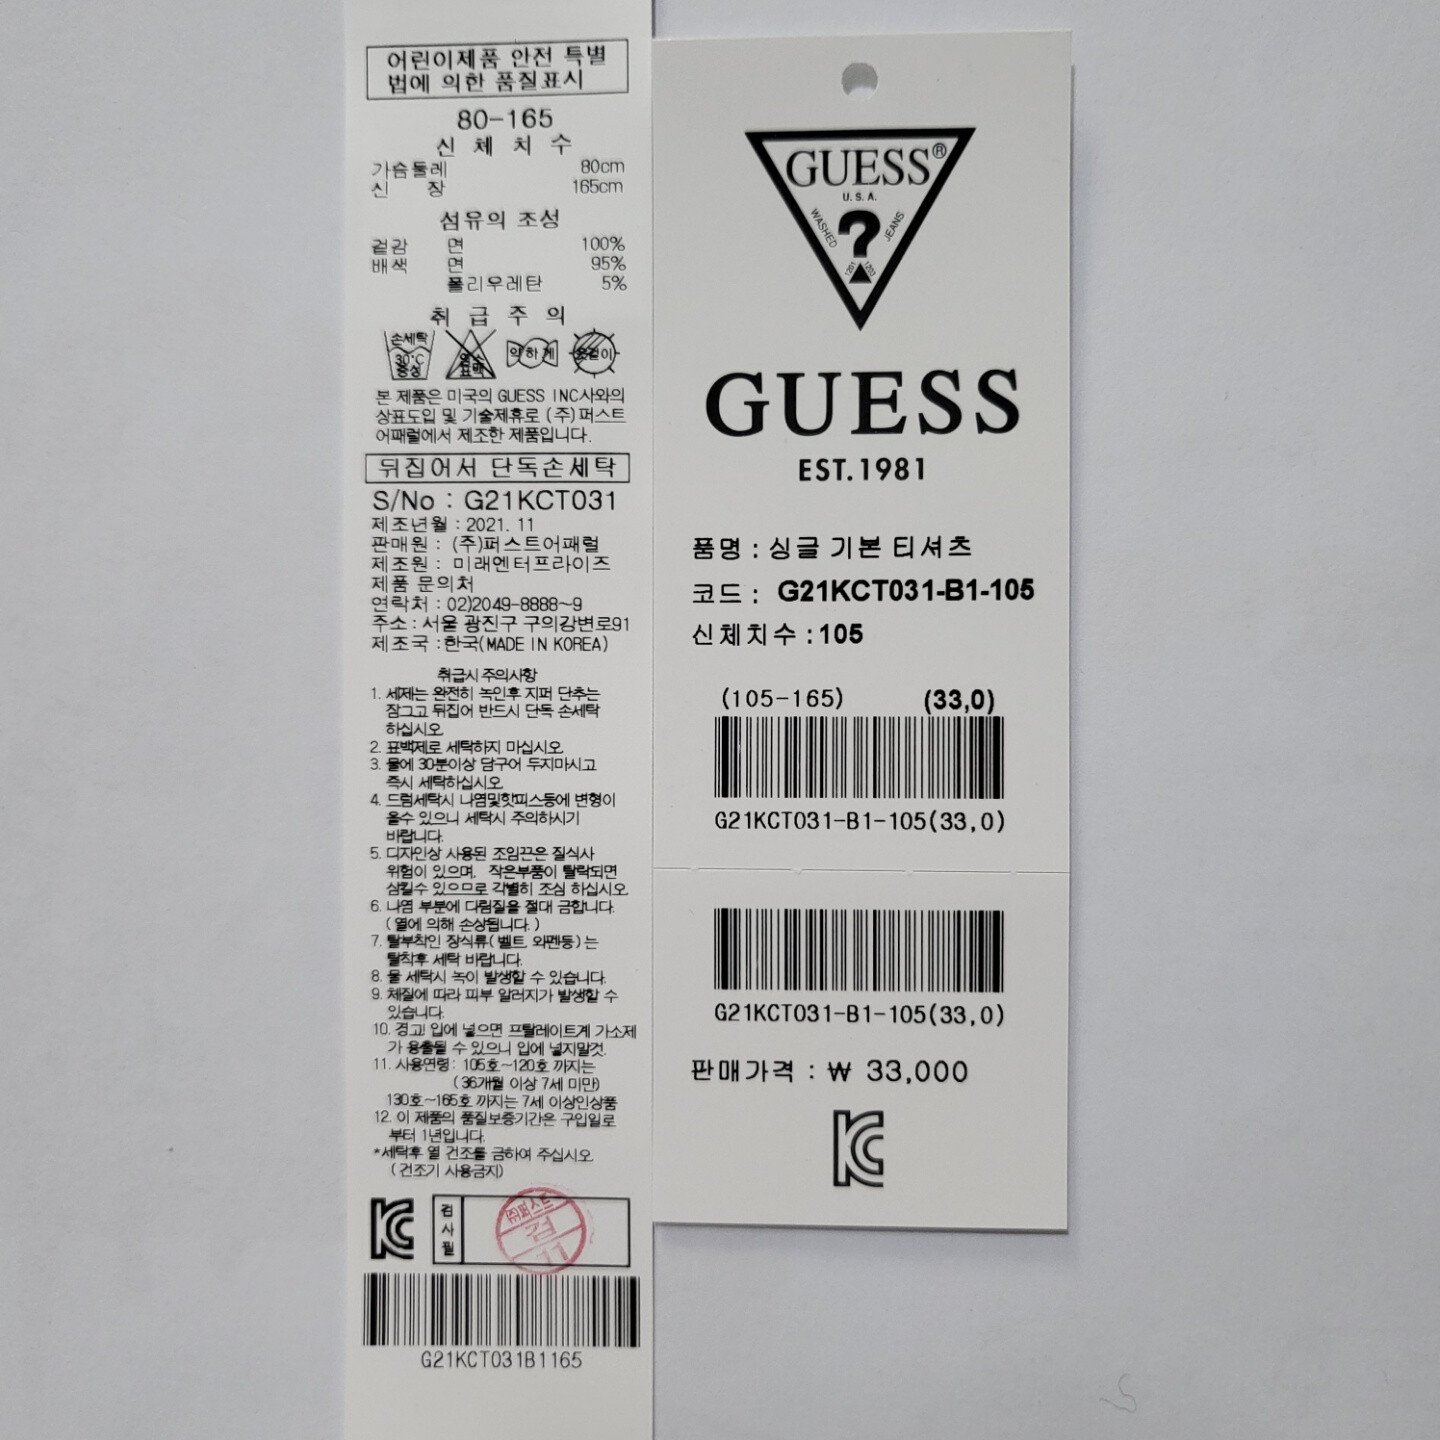 어린이제품 안전 특별
법에 의한 품질표시
80-165
신 체 치 수
가슴둘레 80cm
신 장 165cm
섬유의 조성
겉감 면 100%
배색 면 95%
폴리우레탄 5%
취 급 주 의
손세탁
30℃
중성
염소
표백
약하게
옷걸이
본 제품은 미국의 GUESS INC사와의
상표도입 및 기술제휴로 (주)퍼스트
어패럴에서 제조한 제품입니다.
뒤집어서 단독손세탁
S/No : G21KCT031
제조년월 : 2021. 11
판매원 : (주)퍼스트어패럴
제조원 : 미래엔터프라이즈
제품 문의처
연락처 : 02)2049-8888~9
주소 : 서울 광진구 구의강변로91
제조국 : 한국(MADE IN KOREA)
취급시 주의사항
1. 세제는 완전히 녹인후 지퍼 단추는
잠그고 뒤집어 반드시 단독 손세탁
하십시오.
2. 표백제로 세탁하지 마십시오.
3. 물에 30분이상 담구어 두지마시고
즉시 세탁하십시오.
4. 드럼세탁시 나염및핫피스등에 변형이
올수 있으니 세탁시 주의하시기
바랍니다.
5. 디자인상 사용된 조임끈은 질식사
위험이 있으며, 작은부품이 탈락되면
삼킬수 있으므로 각별히 조심 하십시오.
6. 나염 부분에 다림질을 절대 금합니다.
( 열에 의해 손상됩니다. )
7. 탈부착인 장식류( 벨트, 와펜등 ) 는
탈착후 세탁 바랍니다.
8. 물 세탁시 녹이 발생할 수 있습니다.
9. 체질에 따라 피부 알러지가 발생할 수
있습니다.
10. 경고! 입에 넣으면 프탈레이트계 가소제
가 용출될 수 있으니 입에 넣지말것.
11. 사용연령: 105호~120호 까지는
(36개월 이상 7세 미만)
130호~165호 까지는 7세 이상인상품
12. 이 제품의 품질보증기간은 구입일로
부터 1년입니다.
*세탁후 열 건조를 금하여 주십시오.
( 건조기 사용금지)
KC
검사필
㈜퍼스트
검
11
G21KCT031B1165
GUESS®
U.S.A.
WASHED
?
JEANS
1201 1203
GUESS
EST.1981
품명 : 싱글 기본 티셔츠
코드 : G21KCT031-B1-105
신체치수 : 105
(105-165) (33,0)
G21KCT031-B1-105(33,0)
G21KCT031-B1-105(33,0)
판매가격 : ₩ 33,000
KC